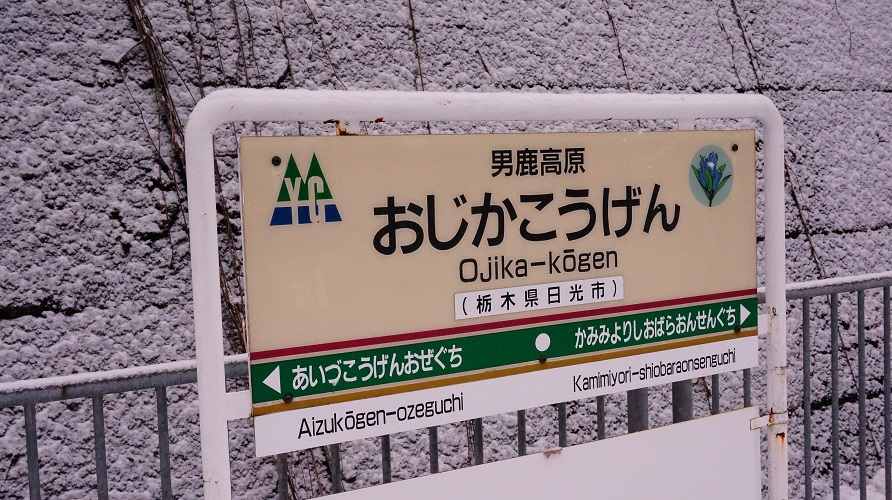 YG
男鹿高原
おじかこうげん
Ojika-kōgen
(栃木県日光市)
あいづこうげんおぜぐち
かみみよりしおばらおんせんぐち
Aizukōgen-ozeguchi
Kamimiyori-shiobaraonsenguchi